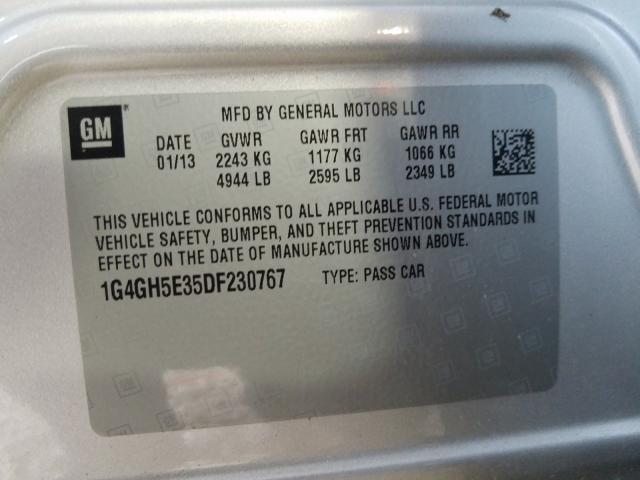 MFD BY GENERAL MOTORS LLC
GM®
DATE GVWR GAWR FRT GAWR RR
01/13 2243 KG 1177 KG 1066 KG
4944 LB 2595 LB 2349 LB
THIS VEHICLE CONFORMS TO ALL APPLICABLE U.S. FEDERAL MOTOR
VEHICLE SAFETY, BUMPER, AND THEFT PREVENTION STANDARDS IN
EFFECT ON THE DATE OF MANUFACTURE SHOWN ABOVE.
1G4GH5E35DF230767 TYPE: PASS CAR